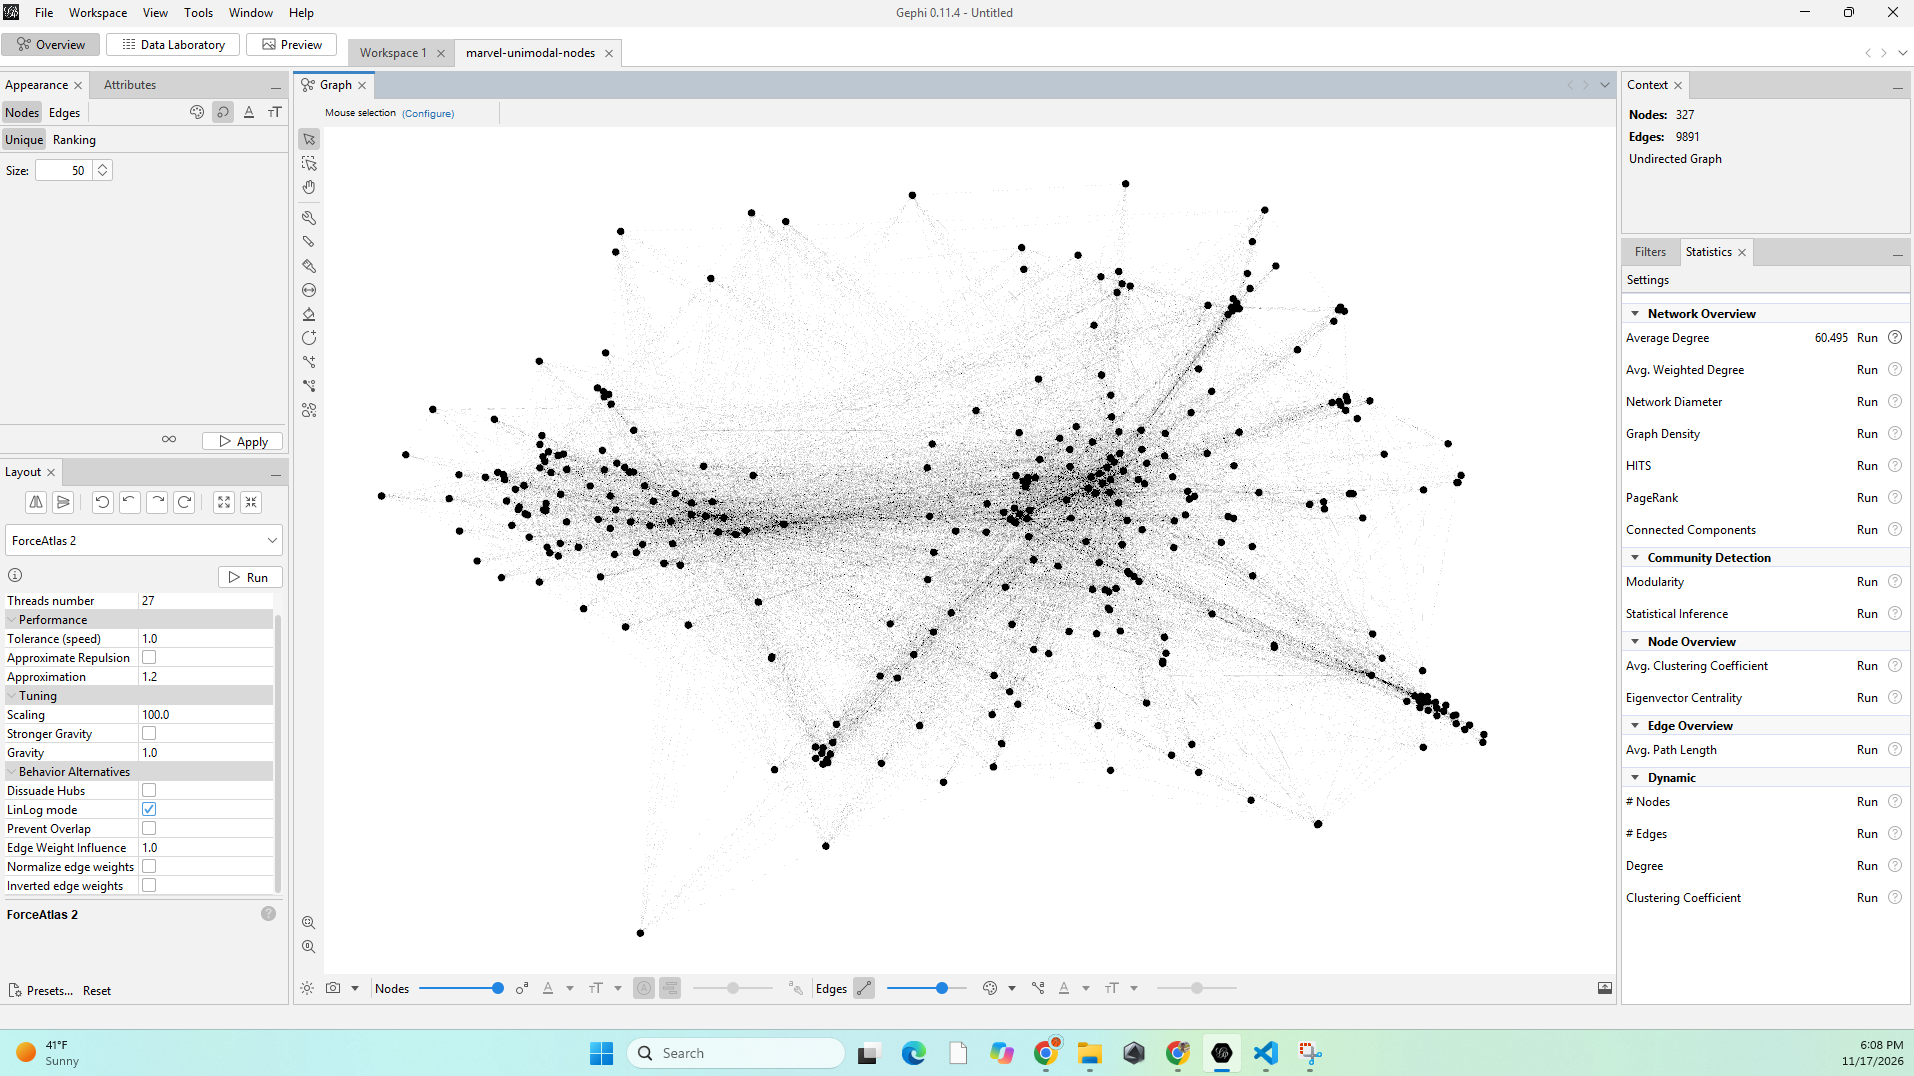 File Workspace View Tools Window Help
Gephi 0.11.4 - Untitled
Overview Data Laboratory Preview
Workspace 1 marvel-unimodal-nodes
Appearance Attributes
Nodes Edges
Unique Ranking
Size: 50
Apply
Layout
ForceAtlas 2
Run
Threads number 27
Performance
Tolerance (speed) 1.0
Approximate Repulsion
Approximation 1.2
Tuning
Scaling 100.0
Stronger Gravity
Gravity 1.0
Behavior Alternatives
Dissuade Hubs
LinLog mode
Prevent Overlap
Edge Weight Influence 1.0
Normalize edge weights
Inverted edge weights
ForceAtlas 2
Presets... Reset
Graph
Mouse selection (Configure)
Nodes
Edges
Context
Nodes: 327
Edges: 9891
Undirected Graph
Filters Statistics
Settings
Network Overview
Average Degree 60.495 Run
Avg. Weighted Degree Run
Network Diameter Run
Graph Density Run
HITS Run
PageRank Run
Connected Components Run
Community Detection
Modularity Run
Statistical Inference Run
Node Overview
Avg. Clustering Coefficient Run
Eigenvector Centrality Run
Edge Overview
Avg. Path Length Run
Dynamic
# Nodes Run
# Edges Run
Degree Run
Clustering Coefficient Run
41°F
Sunny
Search
6:08 PM
11/17/2026